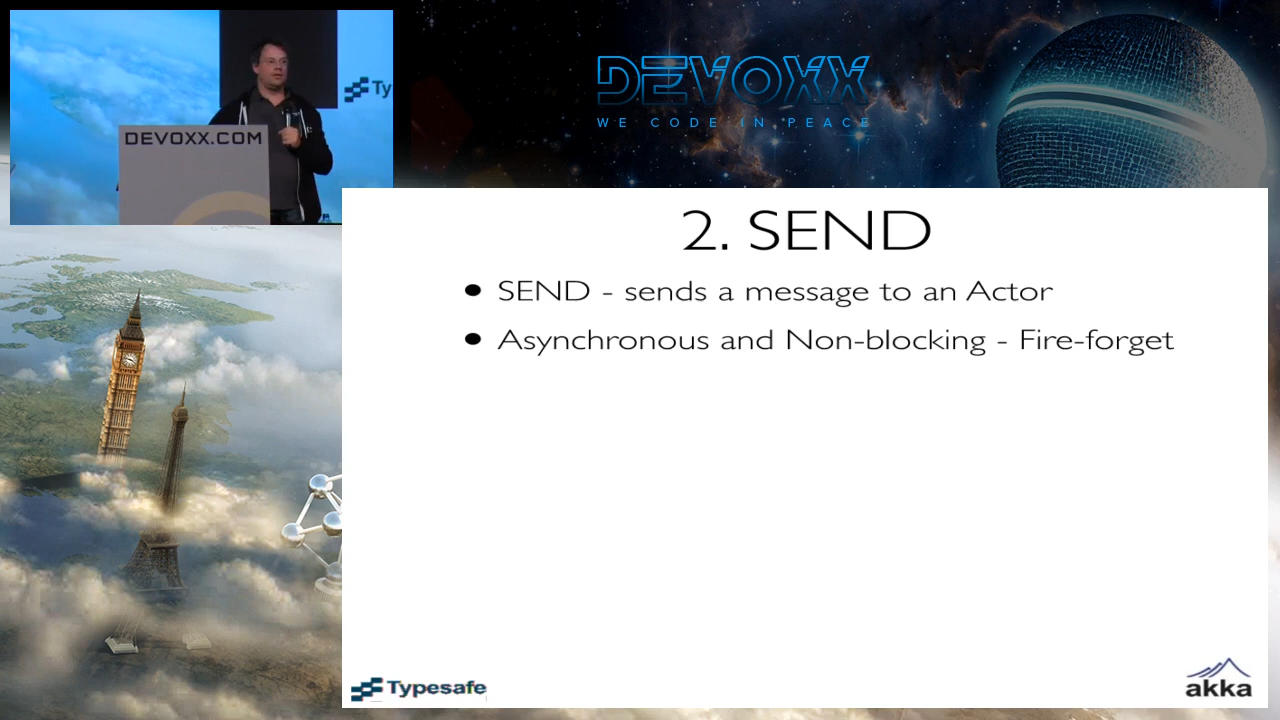 DEVOXX
WE CODE IN PEACE
Ty
DEVOXX.COM
2. SEND
• SEND - sends a message to an Actor
• Asynchronous and Non-blocking - Fire-forget
Typesafe
akka